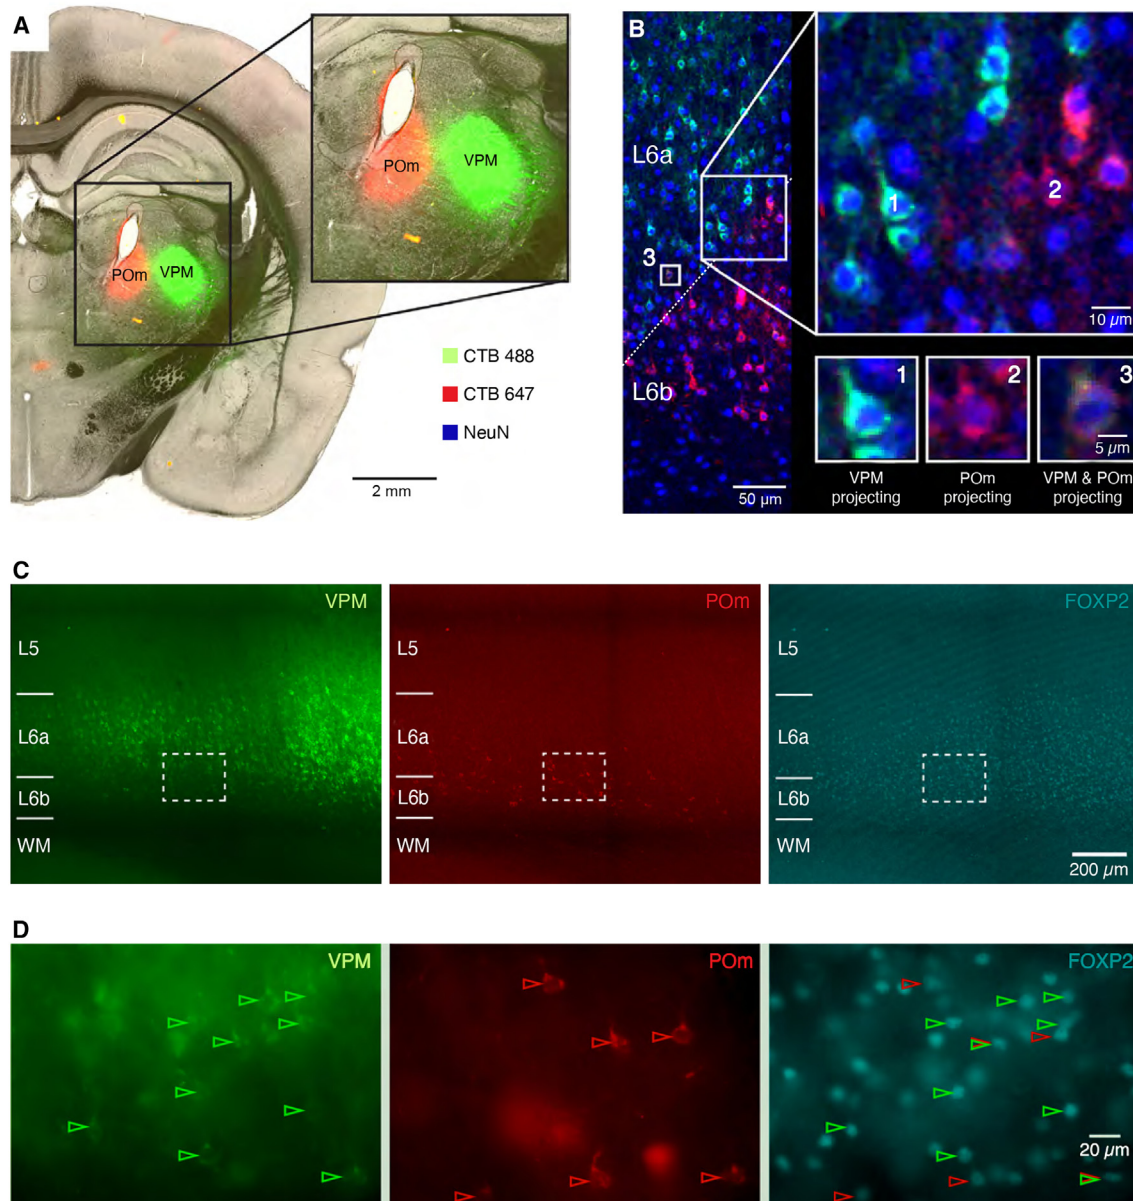 A
POm
VPM
POm
VPM
CTB 488
CTB 647
NeuN
2 mm
B
L6a
3
L6b
50 µm
1
2
10 µm
1
2
3
5 µm
VPM
projecting
POm
projecting
VPM & POm
projecting
C
VPM
L5
L6a
L6b
WM
POm
L5
L6a
L6b
WM
FOXP2
L5
L6a
L6b
WM
200 µm
D
VPM
POm
FOXP2
20 µm